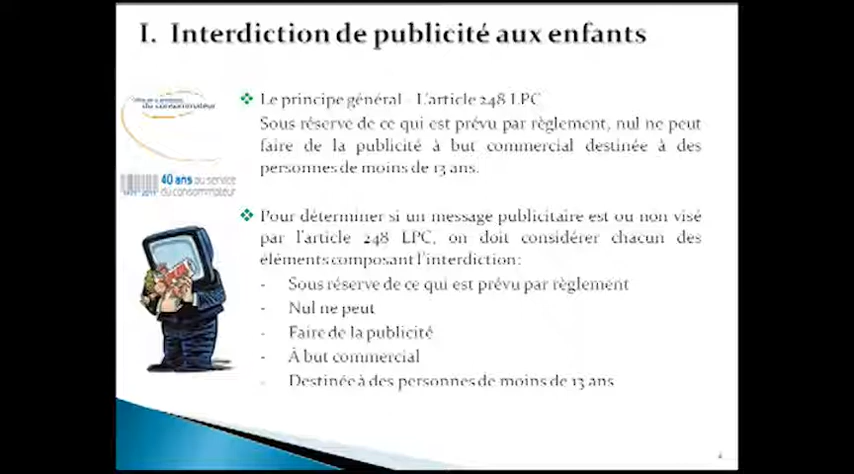 I. Interdiction de publicité aux enfants
du consommateur
40 ans au service
du consommateur
Le principe général – L'article 248 LPC
Sous réserve de ce qui est prévu par règlement, nul ne peut
faire de la publicité à but commercial destinée à des
personnes de moins de 13 ans.
Pour déterminer si un message publicitaire est ou non visé
par l'article 248 LPC, on doit considérer chacun des
éléments composant l'interdiction:
- Sous réserve de ce qui est prévu par règlement
- Nul ne peut
- Faire de la publicité
- À but commercial
- Destinée à des personnes de moins de 13 ans
4